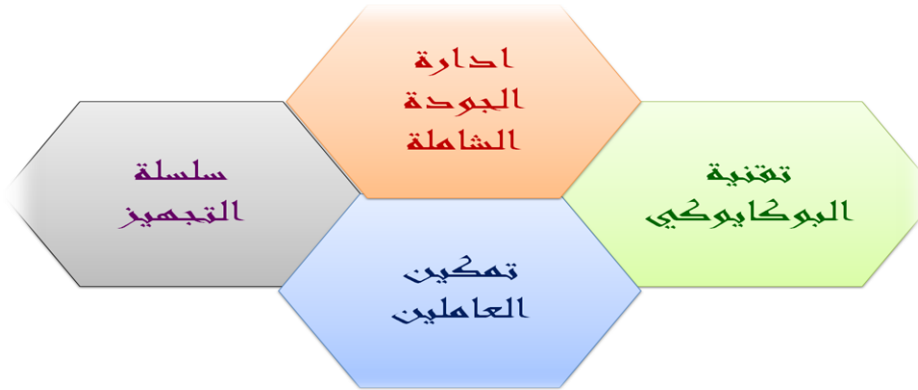 ادارة
الجودة
الشاملة
تقنية
البوكايوكي
سلسلة
التجهيز
تمكين
العاملين